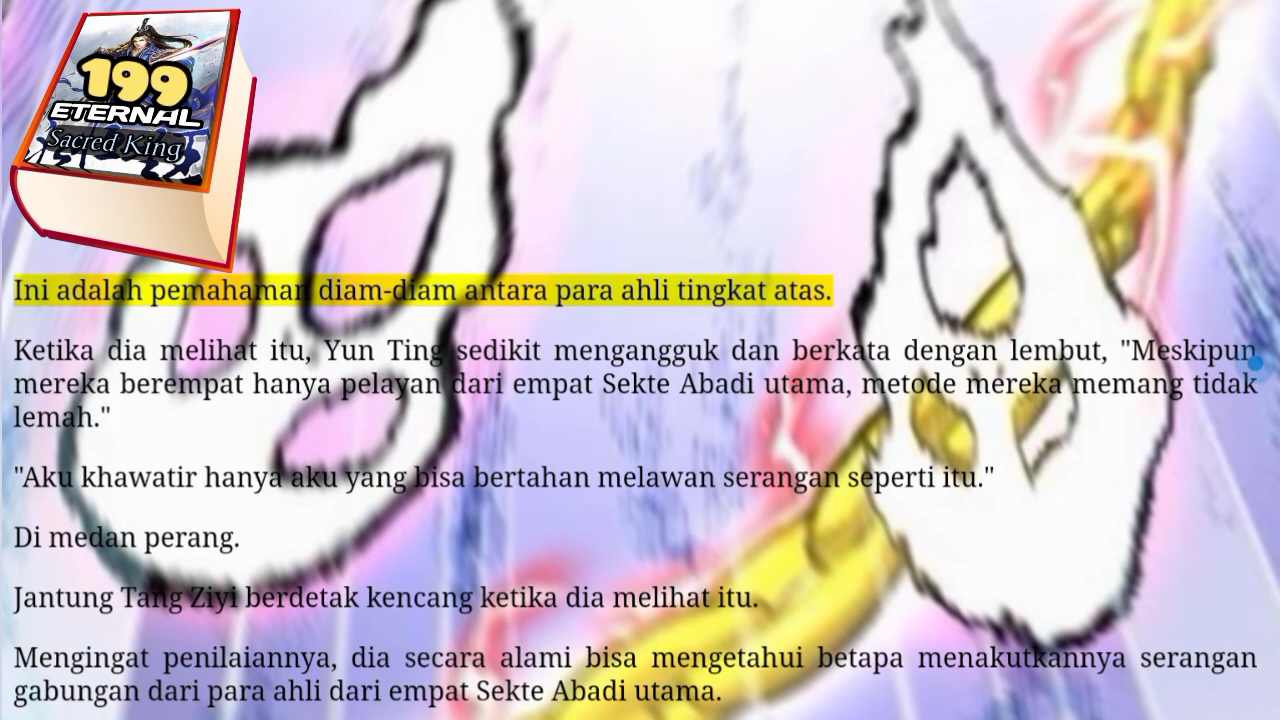 199
ETERNAL
Sacred King
Ini adalah pemahaman diam-diam antara para ahli tingkat atas.
Ketika dia melihat itu, Yun Ting sedikit mengangguk dan berkata dengan lembut, "Meskipun
mereka berempat hanya pelayan dari empat Sekte Abadi utama, metode mereka memang tidak
lemah."
"Aku khawatir hanya aku yang bisa bertahan melawan serangan seperti itu."
Di medan perang.
Jantung Tang Ziyi berdetak kencang ketika dia melihat itu.
Mengingat penilaiannya, dia secara alami bisa mengetahui betapa menakutkannya serangan
gabungan dari para ahli dari empat Sekte Abadi utama.